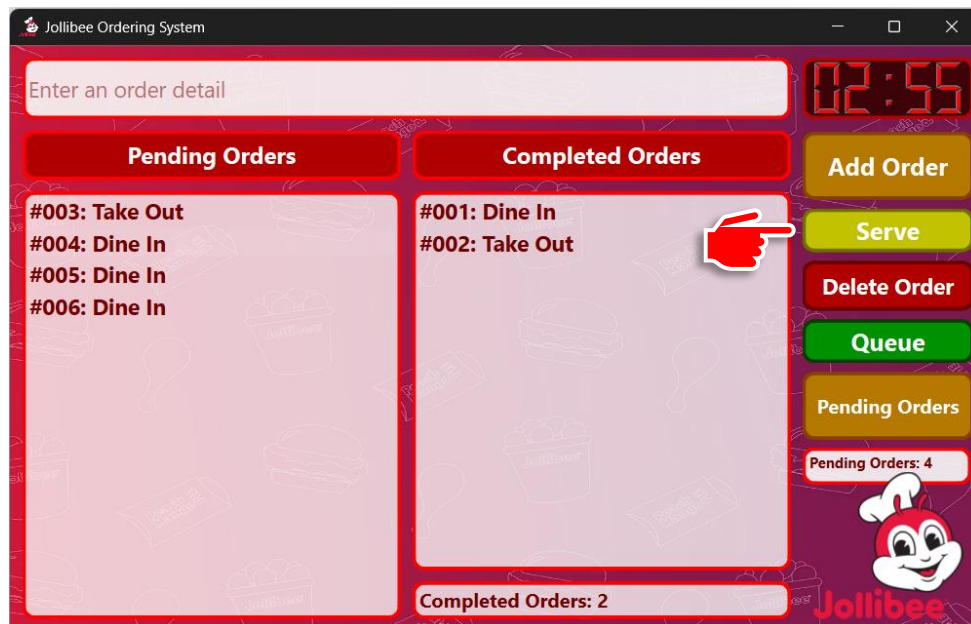 Jollibee Ordering System
Enter an order detail
02:55
Pending Orders
Completed Orders
Add Order
#003: Take Out
#004: Dine In
#005: Dine In
#006: Dine In
#001: Dine In
#002: Take Out
Serve
Delete Order
Queue
Pending Orders
Pending Orders: 4
Completed Orders: 2
Jollibee